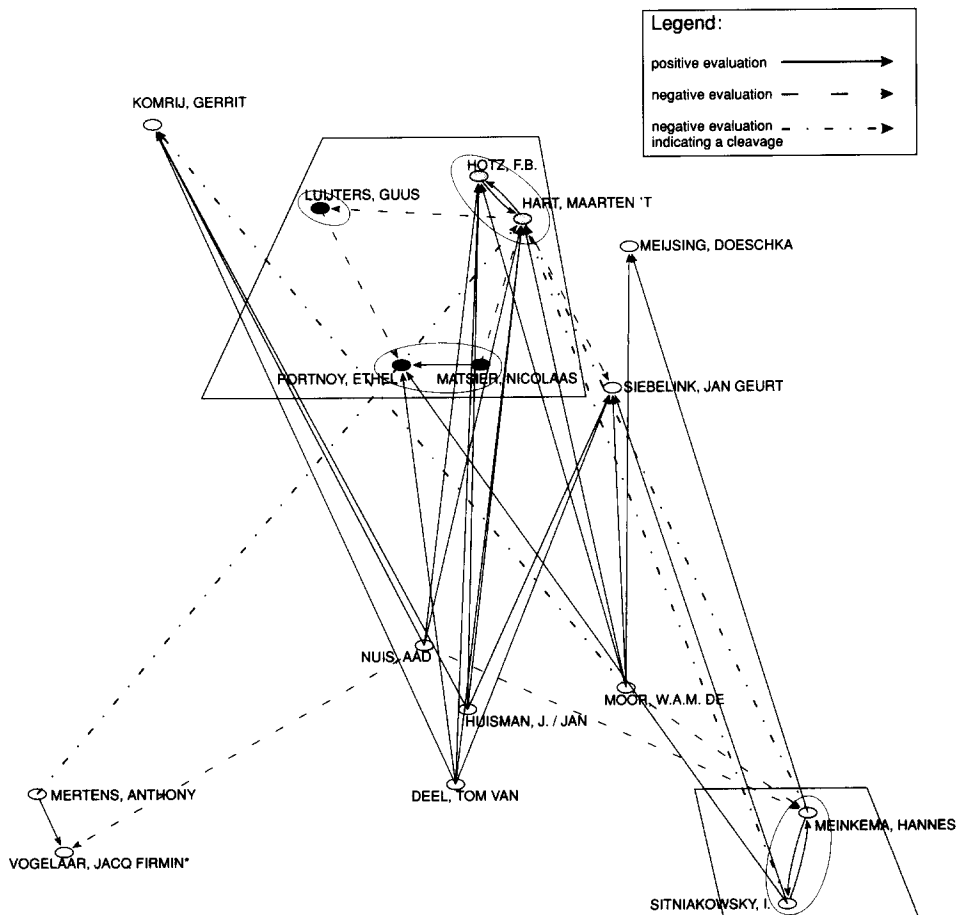 Legend:
positive evaluation
negative evaluation
negative evaluation
indicating a cleavage
KOMRIJ, GERRIT
HOTZ, F.B.
LUIJTERS, GUUS
HART, MAARTEN 'T
MEIJSING, DOESCHKA
PORTNOY, ETHEL
MATSIER, NICOLAAS
SIEBELINK, JAN GEURT
NUIS, AAD
MOOR, W.A.M. DE
HUISMAN, J. / JAN
DEEL, TOM VAN
MERTENS, ANTHONY
MEINKEMA, HANNES
VOGELAAR, JACQ FIRMIN*
SITNIAKOWSKY, I.